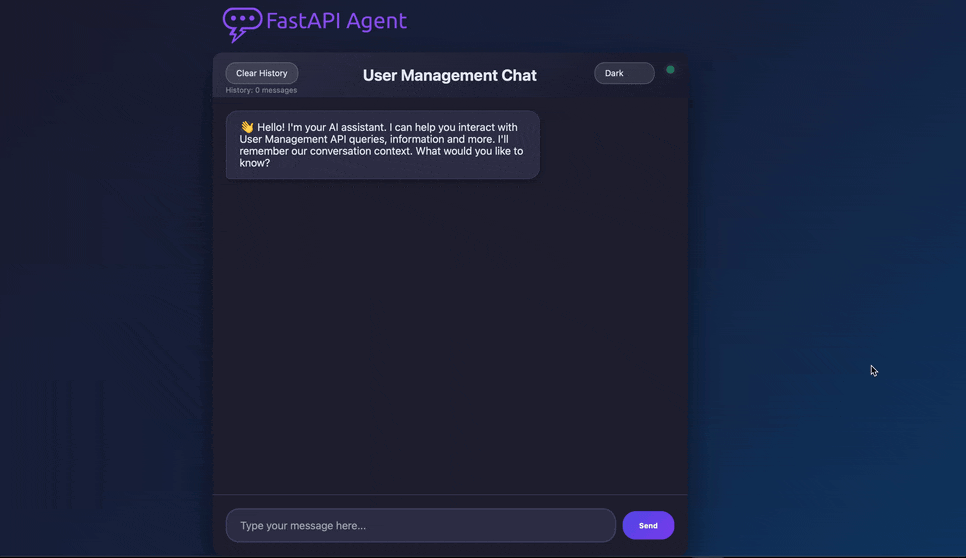 FastAPI Agent
Clear History
History: 0 messages
User Management Chat
Dark
👋 Hello! I'm your AI assistant. I can help you interact with
User Management API queries, information and more. I'll
remember our conversation context. What would you like to
know?
Type your message here...
Send